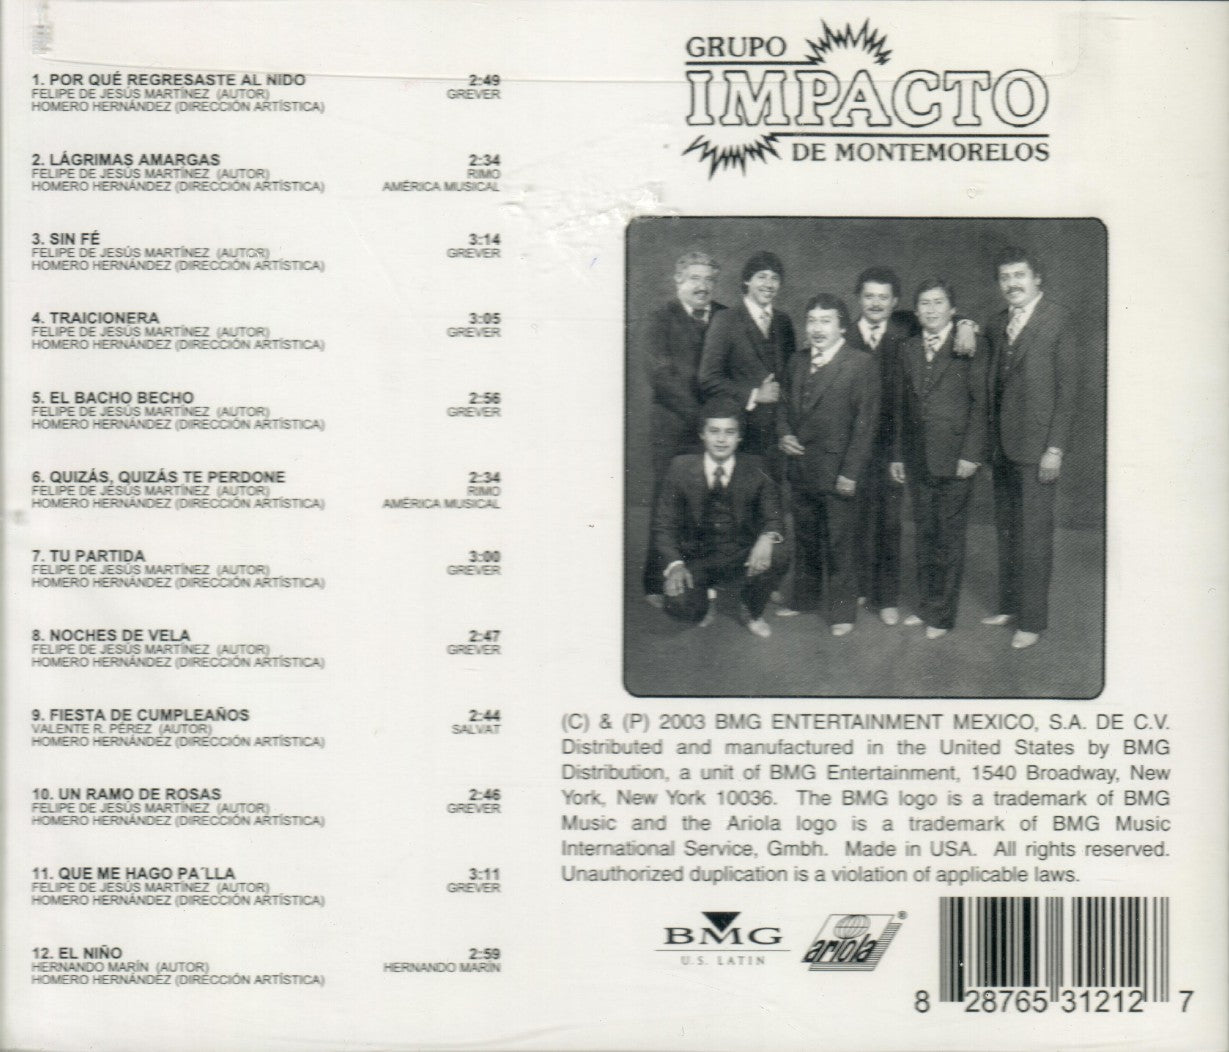 1. POR QUÉ REGRESASTE AL NIDO 2:49
FELIPE DE JESÚS MARTÍNEZ (AUTOR) GREVER
HOMERO HERNÁNDEZ (DIRECCIÓN ARTÍSTICA)
2. LÁGRIMAS AMARGAS 2:34
FELIPE DE JESÚS MARTÍNEZ (AUTOR) RIMO
HOMERO HERNÁNDEZ (DIRECCIÓN ARTÍSTICA) AMÉRICA MUSICAL
3. SIN FÉ 3:14
FELIPE DE JESÚS MARTÍNEZ (AUTOR) GREVER
HOMERO HERNÁNDEZ (DIRECCIÓN ARTÍSTICA)
4. TRAICIONERA 3:05
FELIPE DE JESÚS MARTÍNEZ (AUTOR) GREVER
HOMERO HERNÁNDEZ (DIRECCIÓN ARTÍSTICA)
5. EL BACHO BECHO 2:56
FELIPE DE JESÚS MARTÍNEZ (AUTOR) GREVER
HOMERO HERNÁNDEZ (DIRECCIÓN ARTÍSTICA)
6. QUIZÁS, QUIZÁS TE PERDONE 2:34
FELIPE DE JESÚS MARTÍNEZ (AUTOR) RIMO
HOMERO HERNÁNDEZ (DIRECCIÓN ARTÍSTICA) AMÉRICA MUSICAL
7. TU PARTIDA 3:00
FELIPE DE JESÚS MARTÍNEZ (AUTOR) GREVER
HOMERO HERNÁNDEZ (DIRECCIÓN ARTÍSTICA)
8. NOCHES DE VELA 2:47
FELIPE DE JESÚS MARTÍNEZ (AUTOR) GREVER
HOMERO HERNÁNDEZ (DIRECCIÓN ARTÍSTICA)
9. FIESTA DE CUMPLEAÑOS 2:44
VALENTE R. PÉREZ (AUTOR) SALVAT
HOMERO HERNÁNDEZ (DIRECCIÓN ARTÍSTICA)
10. UN RAMO DE ROSAS 2:46
FELIPE DE JESÚS MARTÍNEZ (AUTOR) GREVER
HOMERO HERNÁNDEZ (DIRECCIÓN ARTÍSTICA)
11. QUE ME HAGO PA´LLA 3:11
FELIPE DE JESÚS MARTÍNEZ (AUTOR) GREVER
HOMERO HERNÁNDEZ (DIRECCIÓN ARTÍSTICA)
12. EL NIÑO 2:59
HERNANDO MARÍN (AUTOR) HERNANDO MARÍN
HOMERO HERNÁNDEZ (DIRECCIÓN ARTÍSTICA)
GRUPO
IMPACTO
DE MONTEMORELOS
(C) & (P) 2003 BMG ENTERTAINMENT MEXICO, S.A. DE C.V.
Distributed and manufactured in the United States by BMG
Distribution, a unit of BMG Entertainment, 1540 Broadway, New
York, New York 10036. The BMG logo is a trademark of BMG
Music and the Ariola logo is a trademark of BMG Music
International Service, Gmbh. Made in USA. All rights reserved.
Unauthorized duplication is a violation of applicable laws.
BMG
U.S. LATIN
ariola®
8 28765 31212 7